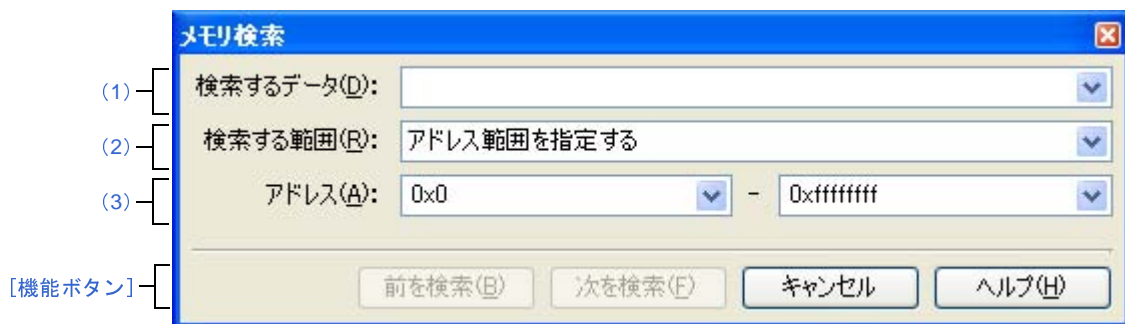 メモリ検索
(1) 検索するデータ(D):
(2) 検索する範囲(R): アドレス範囲を指定する
(3) アドレス(A): 0x0 - 0xffffffff
[機能ボタン] 前を検索(B) 次を検索(F) キャンセル ヘルプ(H)